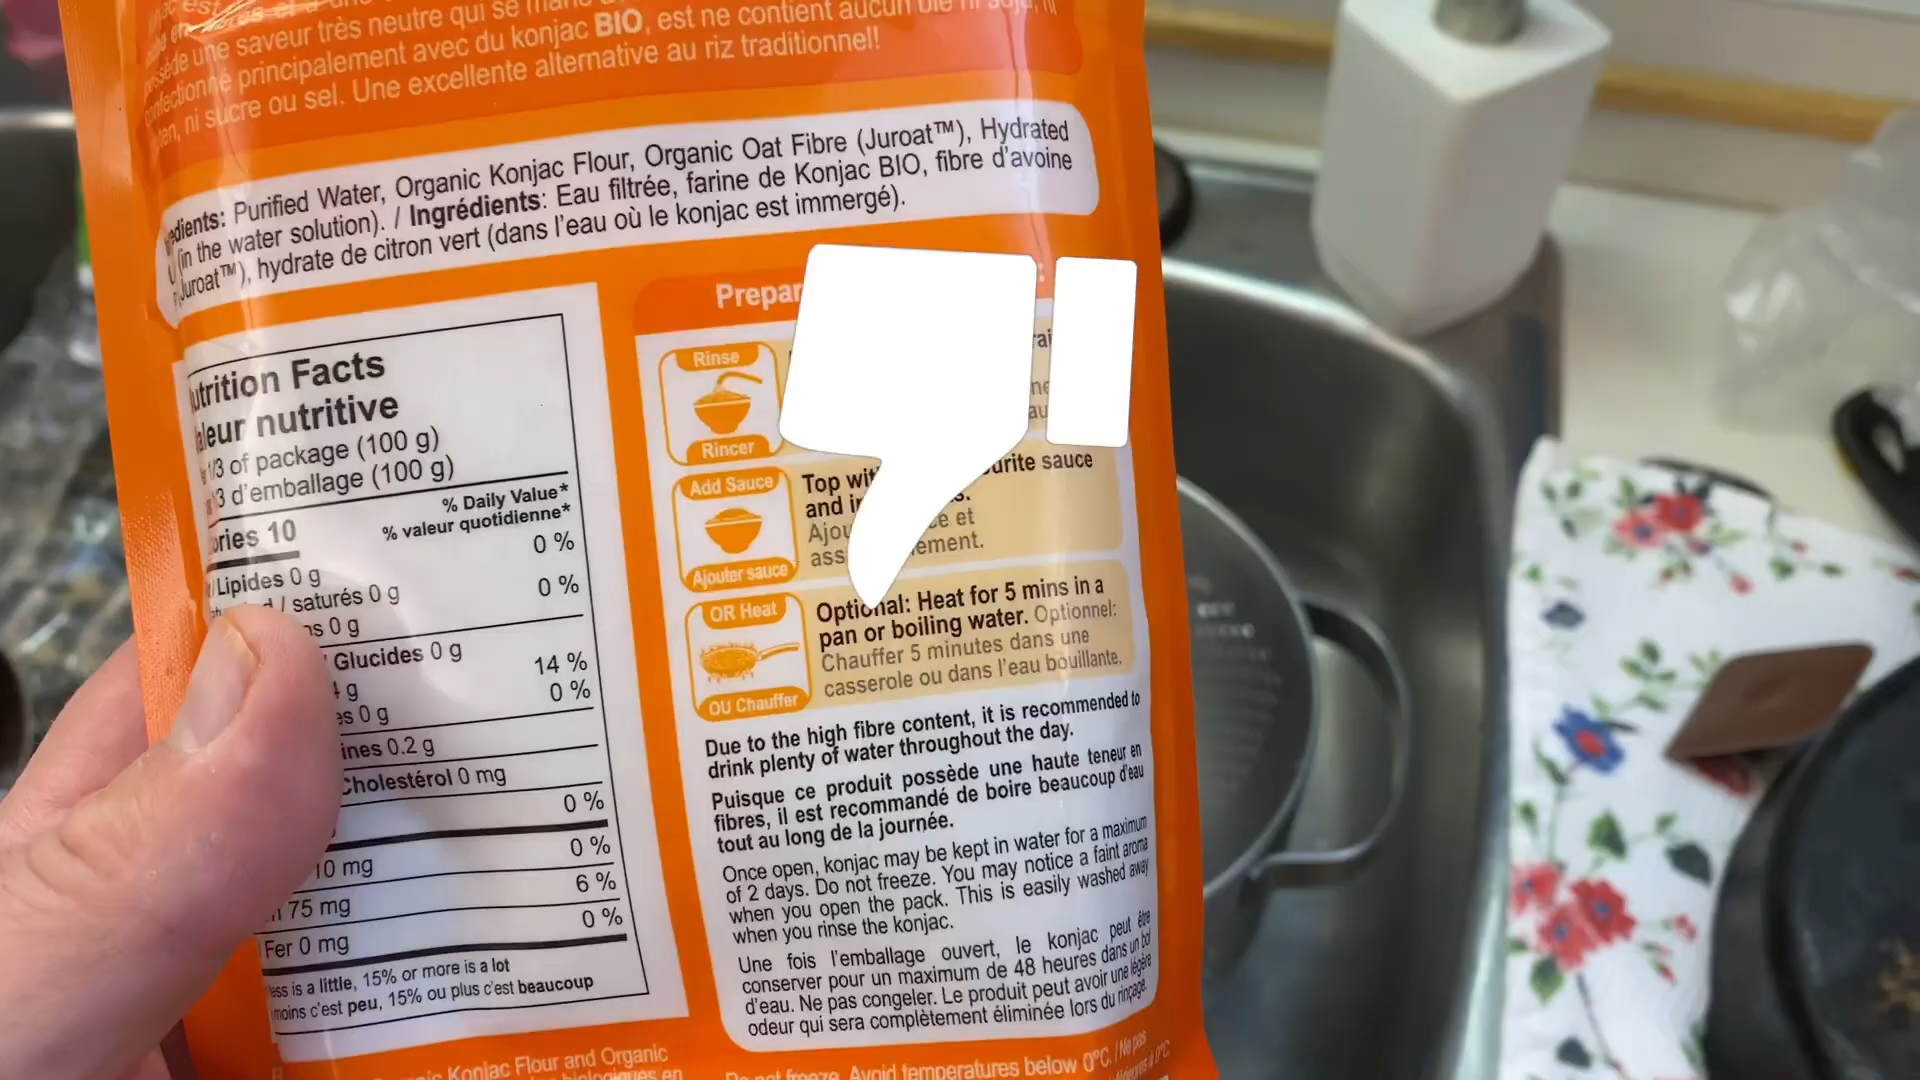 possède une saveur très neutre qui se
confectionné principalement avec du konjac BIO, est ne contient aucun blé ni soja, ni
ni sucre ou sel. Une excellente alternative au riz traditionnel!
Purified Water, Organic Konjac Flour, Organic Oat Fibre (Juroat™), Hydrated
(in the water solution). / Ingrédients: Eau filtrée, farine de Konjac BIO, fibre d'avoine
Juroat™), hydrate de citron vert (dans l'eau où le konjac est immergé).
utrition Facts
aleur nutritive
1/3 of package (100 g)
3 d'emballage (100 g)
% Daily Value*
% valeur quotidienne*
ories 10
/ Lipides 0 g
0 %
/ saturés 0 g
0 %
ns 0 g
Glucides 0 g
4 g
14 %
es 0 g
0 %
ines 0.2 g
Cholestérol 0 mg
0 %
10 mg
0 %
75 mg
6 %
Fer 0 mg
0 %
ess is a little, 15% or more is a lot
moins c'est peu, 15% ou plus c'est beaucoup
Prepar
Rinse
Rincer
Add Sauce
Ajouter sauce
Top wit urite sauce
and in s.
Ajou ce et
ass ement.
OR Heat
OU Chauffer
Optional: Heat for 5 mins in a
pan or boiling water. Optionnel:
Chauffer 5 minutes dans une
casserole ou dans l'eau bouillante.
Due to the high fibre content, it is recommended to
drink plenty of water throughout the day.
Puisque ce produit possède une haute teneur en
fibres, il est recommandé de boire beaucoup d'eau
tout au long de la journée.
Once open, konjac may be kept in water for a maximum
of 2 days. Do not freeze. You may notice a faint aroma
when you open the pack. This is easily washed away
when you rinse the konjac.
Une fois l'emballage ouvert, le konjac peut être
conserver pour un maximum de 48 heures dans un bol
d'eau. Ne pas congeler. Le produit peut avoir une légère
odeur qui sera complètement éliminée lors du rinçage.
Konjac Flour and Organic
Do not freeze. Avoid temperatures below 0°C. / Ne pas